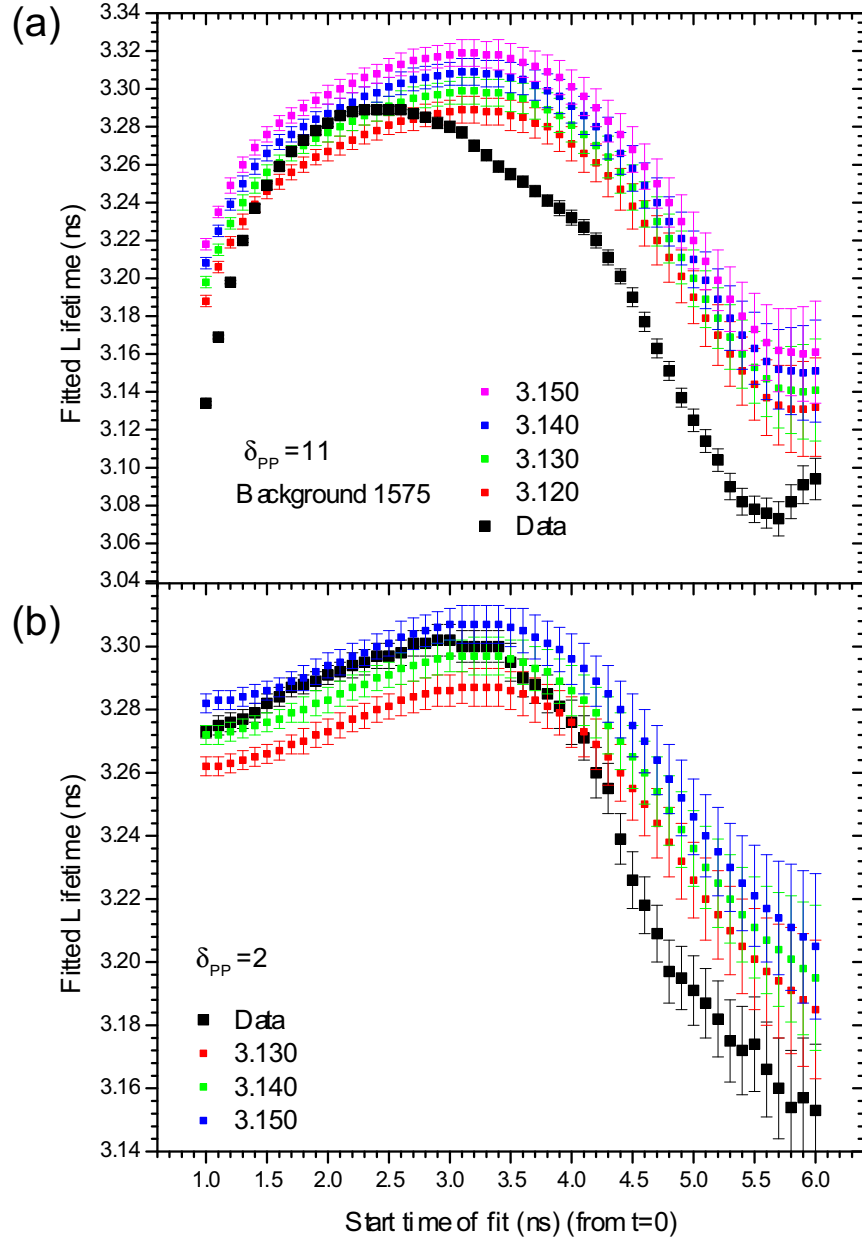 (a)
3.34
3.32
3.30
3.28
3.26
3.24
3.22
3.20
3.18
3.16
3.14
3.12
3.10
3.08
3.06
3.04
Fitted Lifetime (ns)
δPP =11
Background 1575
3.150
3.140
3.130
3.120
Data
(b)
3.30
3.28
3.26
3.24
3.22
3.20
3.18
3.16
3.14
Fitted Lifetime (ns)
δPP =2
Data
3.130
3.140
3.150
1.0 1.5 2.0 2.5 3.0 3.5 4.0 4.5 5.0 5.5 6.0
Start time of fit (ns) (from t=0)